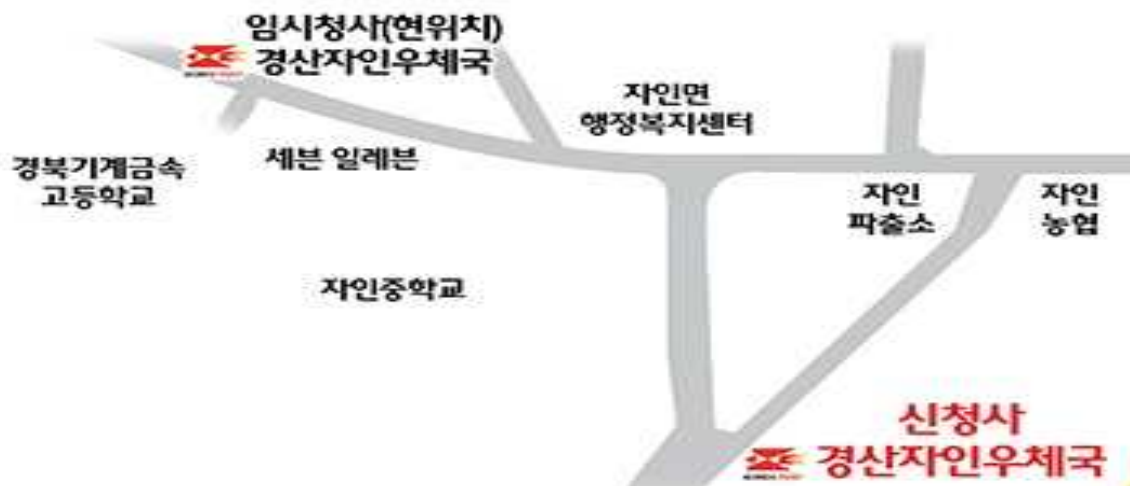 임시청사(현위치)
경산자인우체국
자인면
행정복지센터
세븐 일레븐
경북기계금속
고등학교
자인
파출소
자인
농협
자인중학교
신청사
경산자인우체국